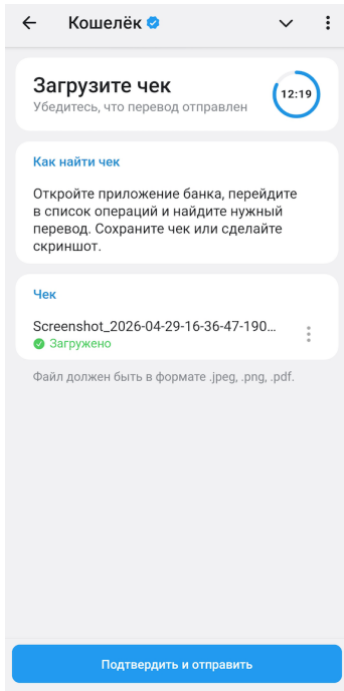 Кошелёк
Загрузите чек
Убедитесь, что перевод отправлен
12:19
Как найти чек
Откройте приложение банка, перейдите
в список операций и найдите нужный
перевод. Сохраните чек или сделайте
скриншот.
Чек
Screenshot_2026-04-29-16-36-47-190...
Загружено
Файл должен быть в формате .jpeg, .png, .pdf.
Подтвердить и отправить